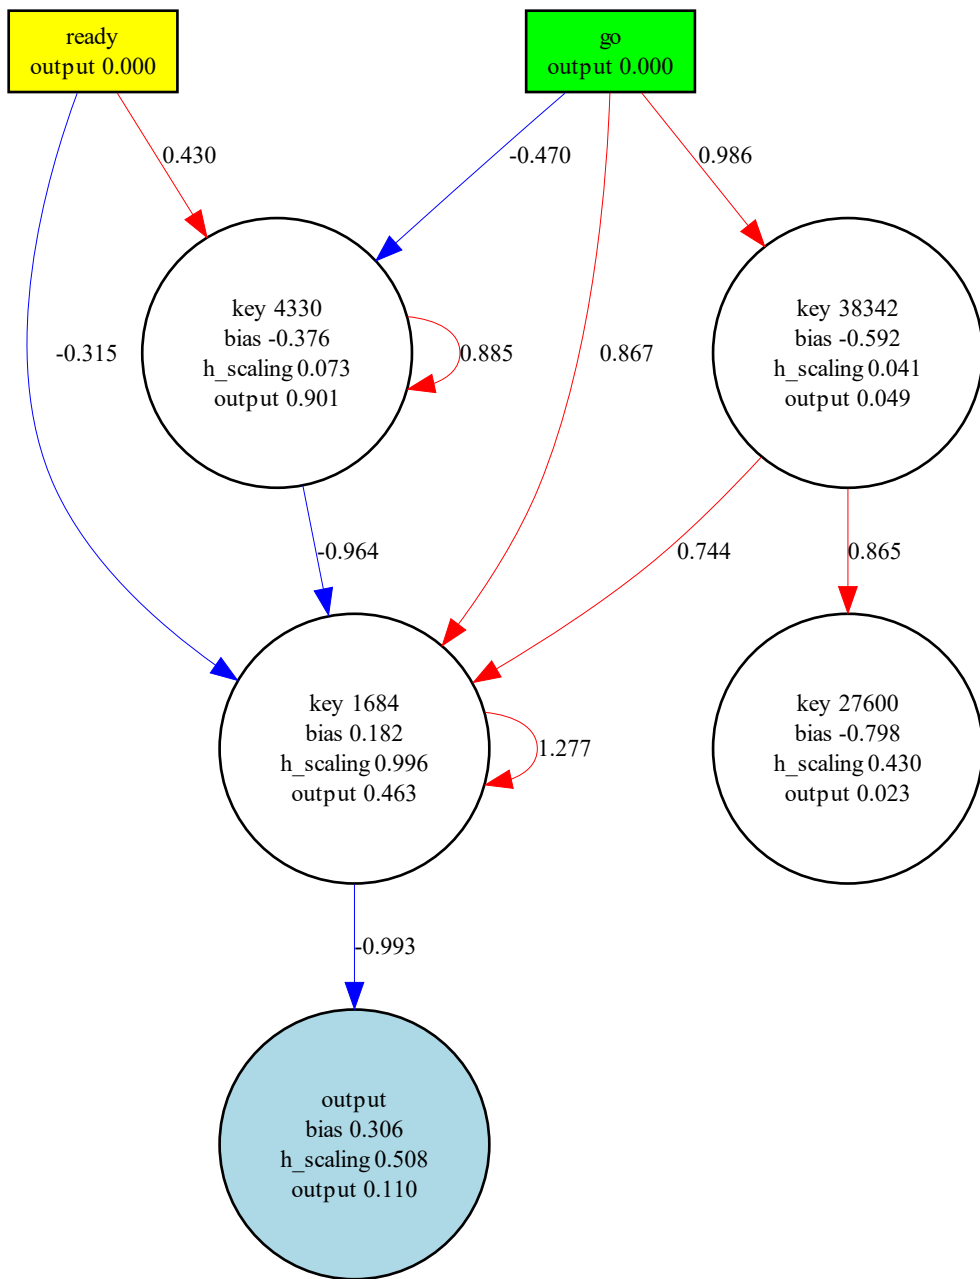 ready
output 0.000
go
output 0.000
0.430
-0.470
0.986
key 4330
bias -0.376
h_scaling 0.073
output 0.901
key 38342
bias -0.592
h_scaling 0.041
output 0.049
-0.315
0.885
0.867
-0.964
0.744
0.865
key 1684
bias 0.182
h_scaling 0.996
output 0.463
key 27600
bias -0.798
h_scaling 0.430
output 0.023
1.277
-0.993
output
bias 0.306
h_scaling 0.508
output 0.110